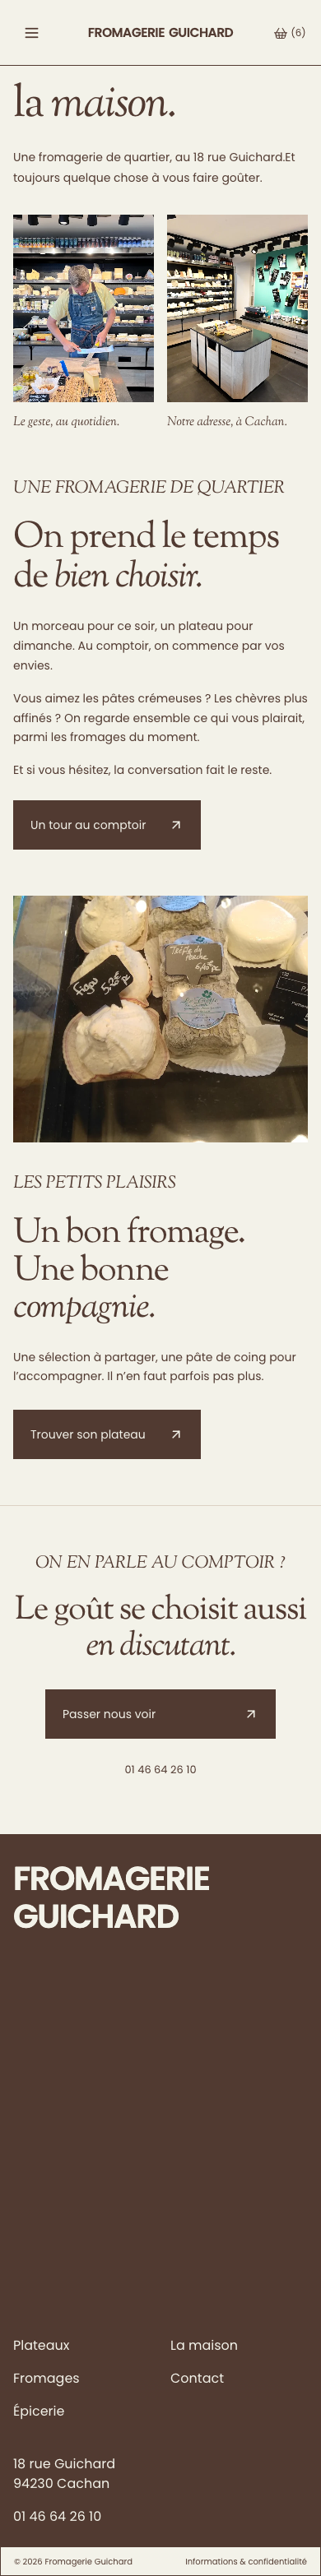 FROMAGERIE GUICHARD
(6)
la maison.
Une fromagerie de quartier, au 18 rue Guichard.Et
toujours quelque chose à vous faire goûter.
Le geste, au quotidien.
Notre adresse, à Cachan.
UNE FROMAGERIE DE QUARTIER
On prend le temps
de bien choisir.
Un morceau pour ce soir, un plateau pour
dimanche. Au comptoir, on commence par vos
envies.
Vous aimez les pâtes crémeuses ? Les chèvres plus
affinés ? On regarde ensemble ce qui vous plairait,
parmi les fromages du moment.
Et si vous hésitez, la conversation fait le reste.
Un tour au comptoir
LES PETITS PLAISIRS
Un bon fromage.
Une bonne
compagnie.
Une sélection à partager, une pâte de coing pour
l’accompagner. Il n’en faut parfois pas plus.
Trouver son plateau
ON EN PARLE AU COMPTOIR ?
Le goût se choisit aussi
en discutant.
Passer nous voir
01 46 64 26 10
FROMAGERIE
GUICHARD
Plateaux
La maison
Fromages
Contact
Épicerie
18 rue Guichard
94230 Cachan
01 46 64 26 10
© 2026 Fromagerie Guichard
Informations & confidentialité